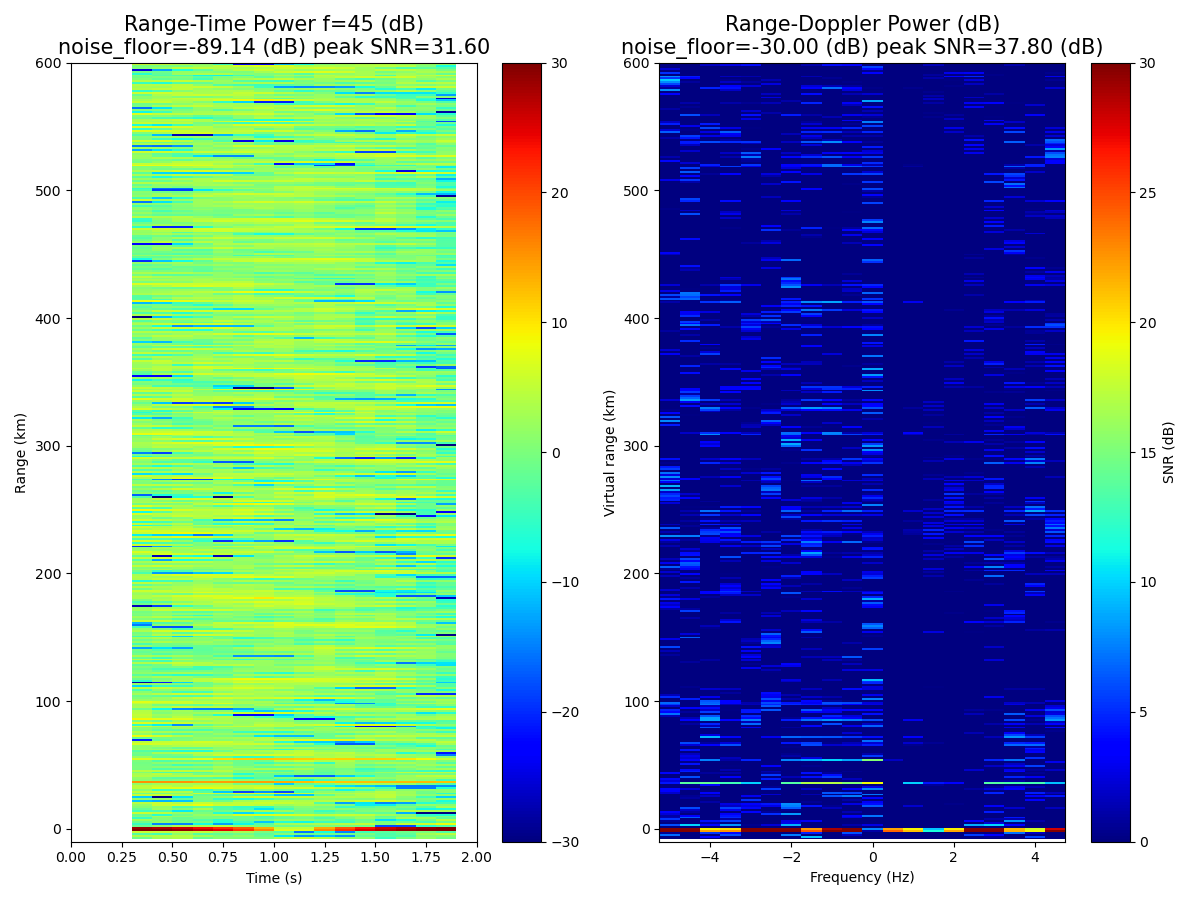 Range-Time Power f=45 (dB)
noise_floor=-89.14 (dB) peak SNR=31.60
600
500
400
300
200
100
0
Range (km)
0.00 0.25 0.50 0.75 1.00 1.25 1.50 1.75 2.00
Time (s)
30
20
10
0
−10
−20
−30
Range-Doppler Power (dB)
noise_floor=-30.00 (dB) peak SNR=37.80 (dB)
600
500
400
300
200
100
0
Virtual range (km)
−4 −2 0 2 4
Frequency (Hz)
30
25
20
15
10
5
0
SNR (dB)